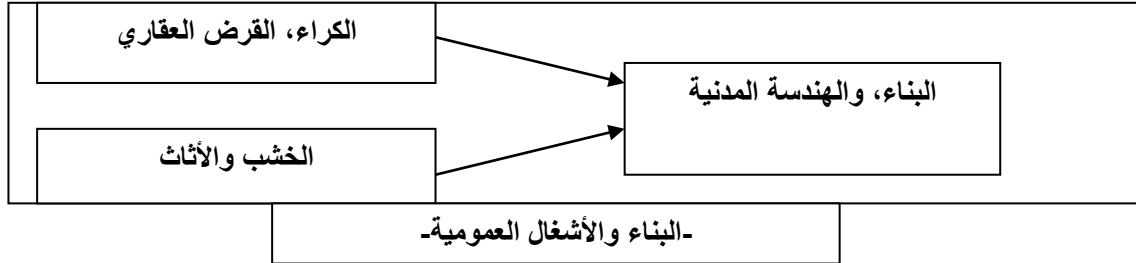 الكراء، القرض العقاري
البناء، والهندسة المدنية
الخشب والأثاث
-البناء والأشغال العمومية-